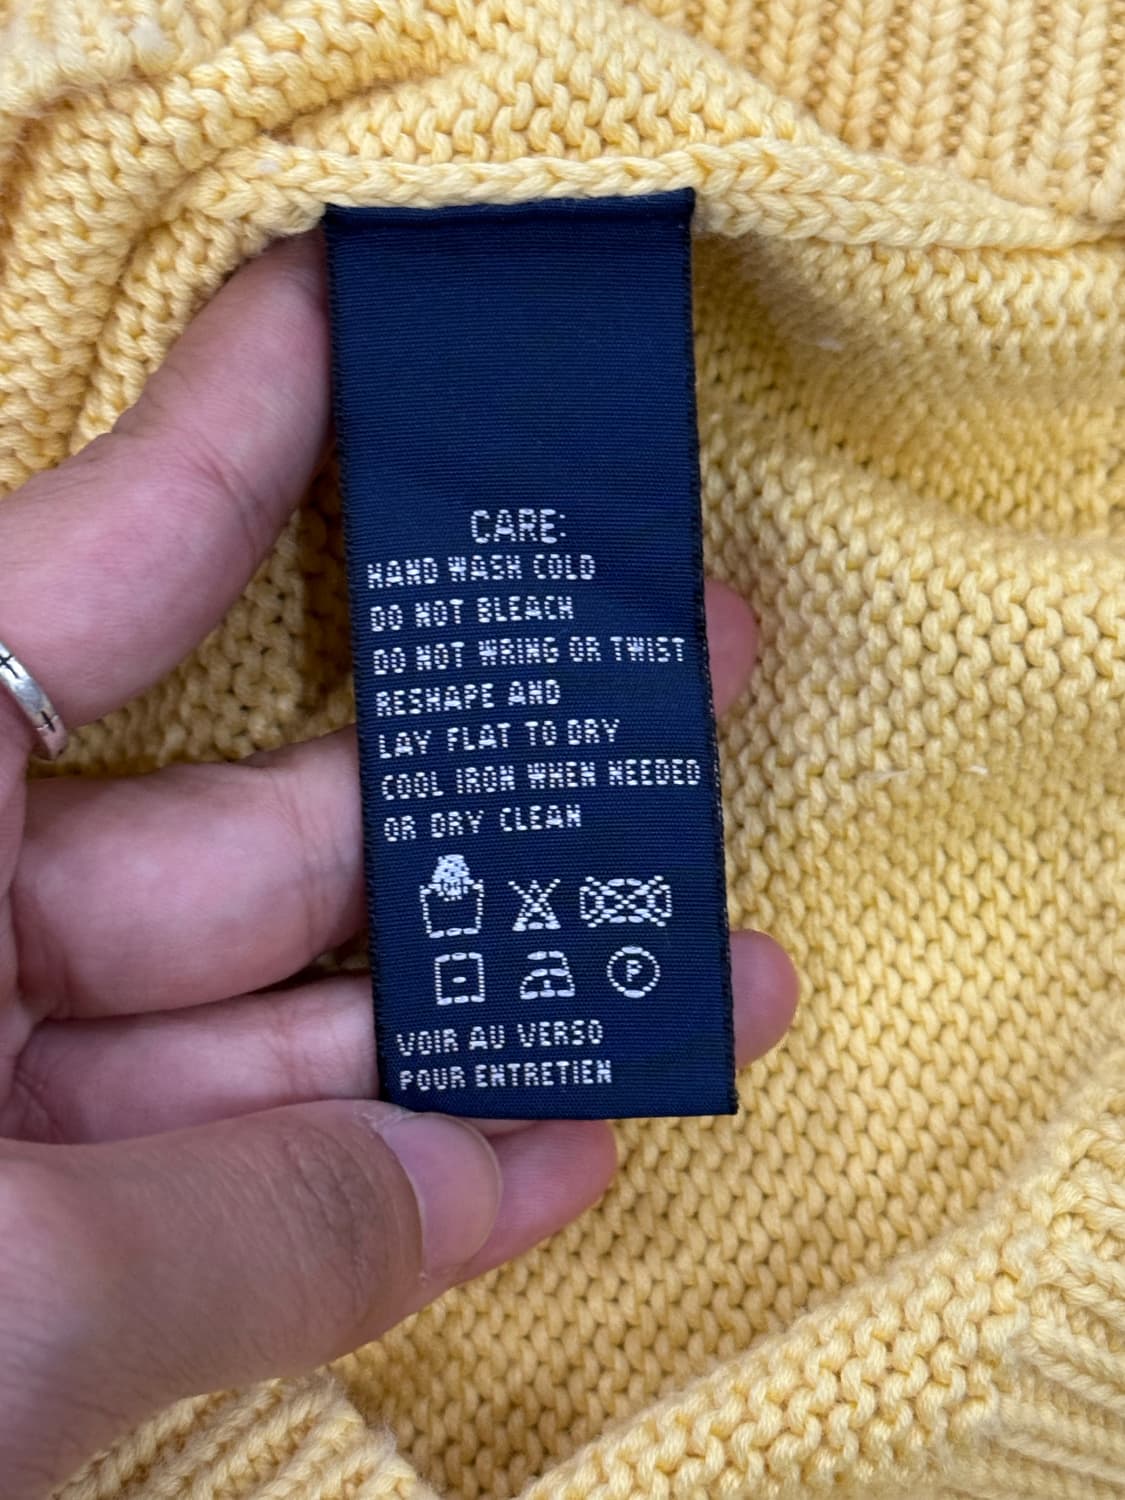 CARE:
HAND WASH COLD
DO NOT BLEACH
DO NOT WRING OR TWIST
RESHAPE AND
LAY FLAT TO DRY
COOL IRON WHEN NEEDED
OR DRY CLEAN
P
VOIR AU VERSO
POUR ENTRETIEN